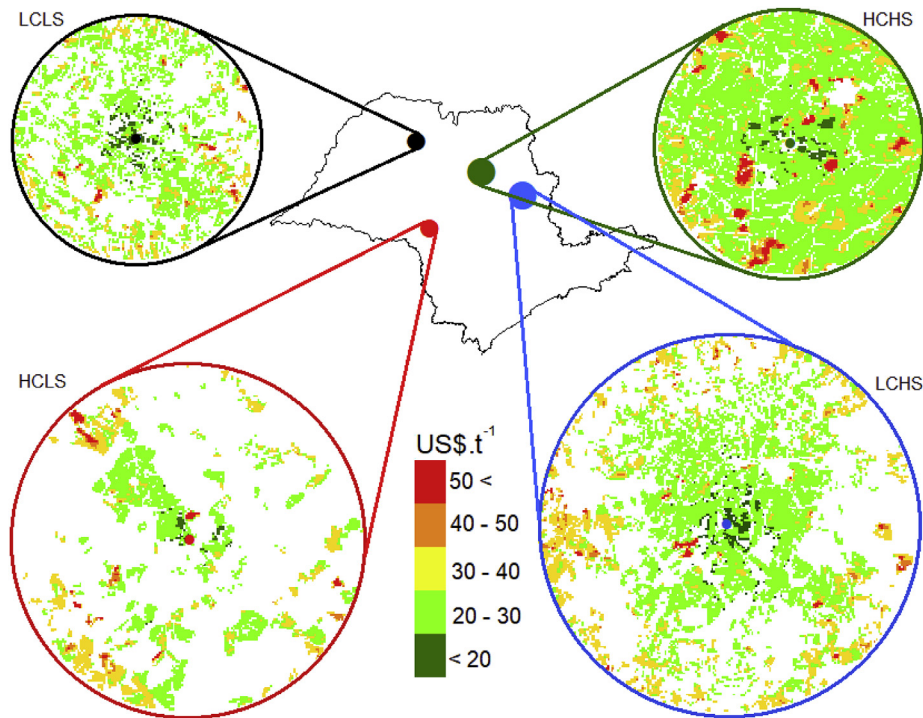 LCLS
HCHS
HCLS
LCHS
US$.t⁻¹
50 <
40 - 50
30 - 40
20 - 30
< 20